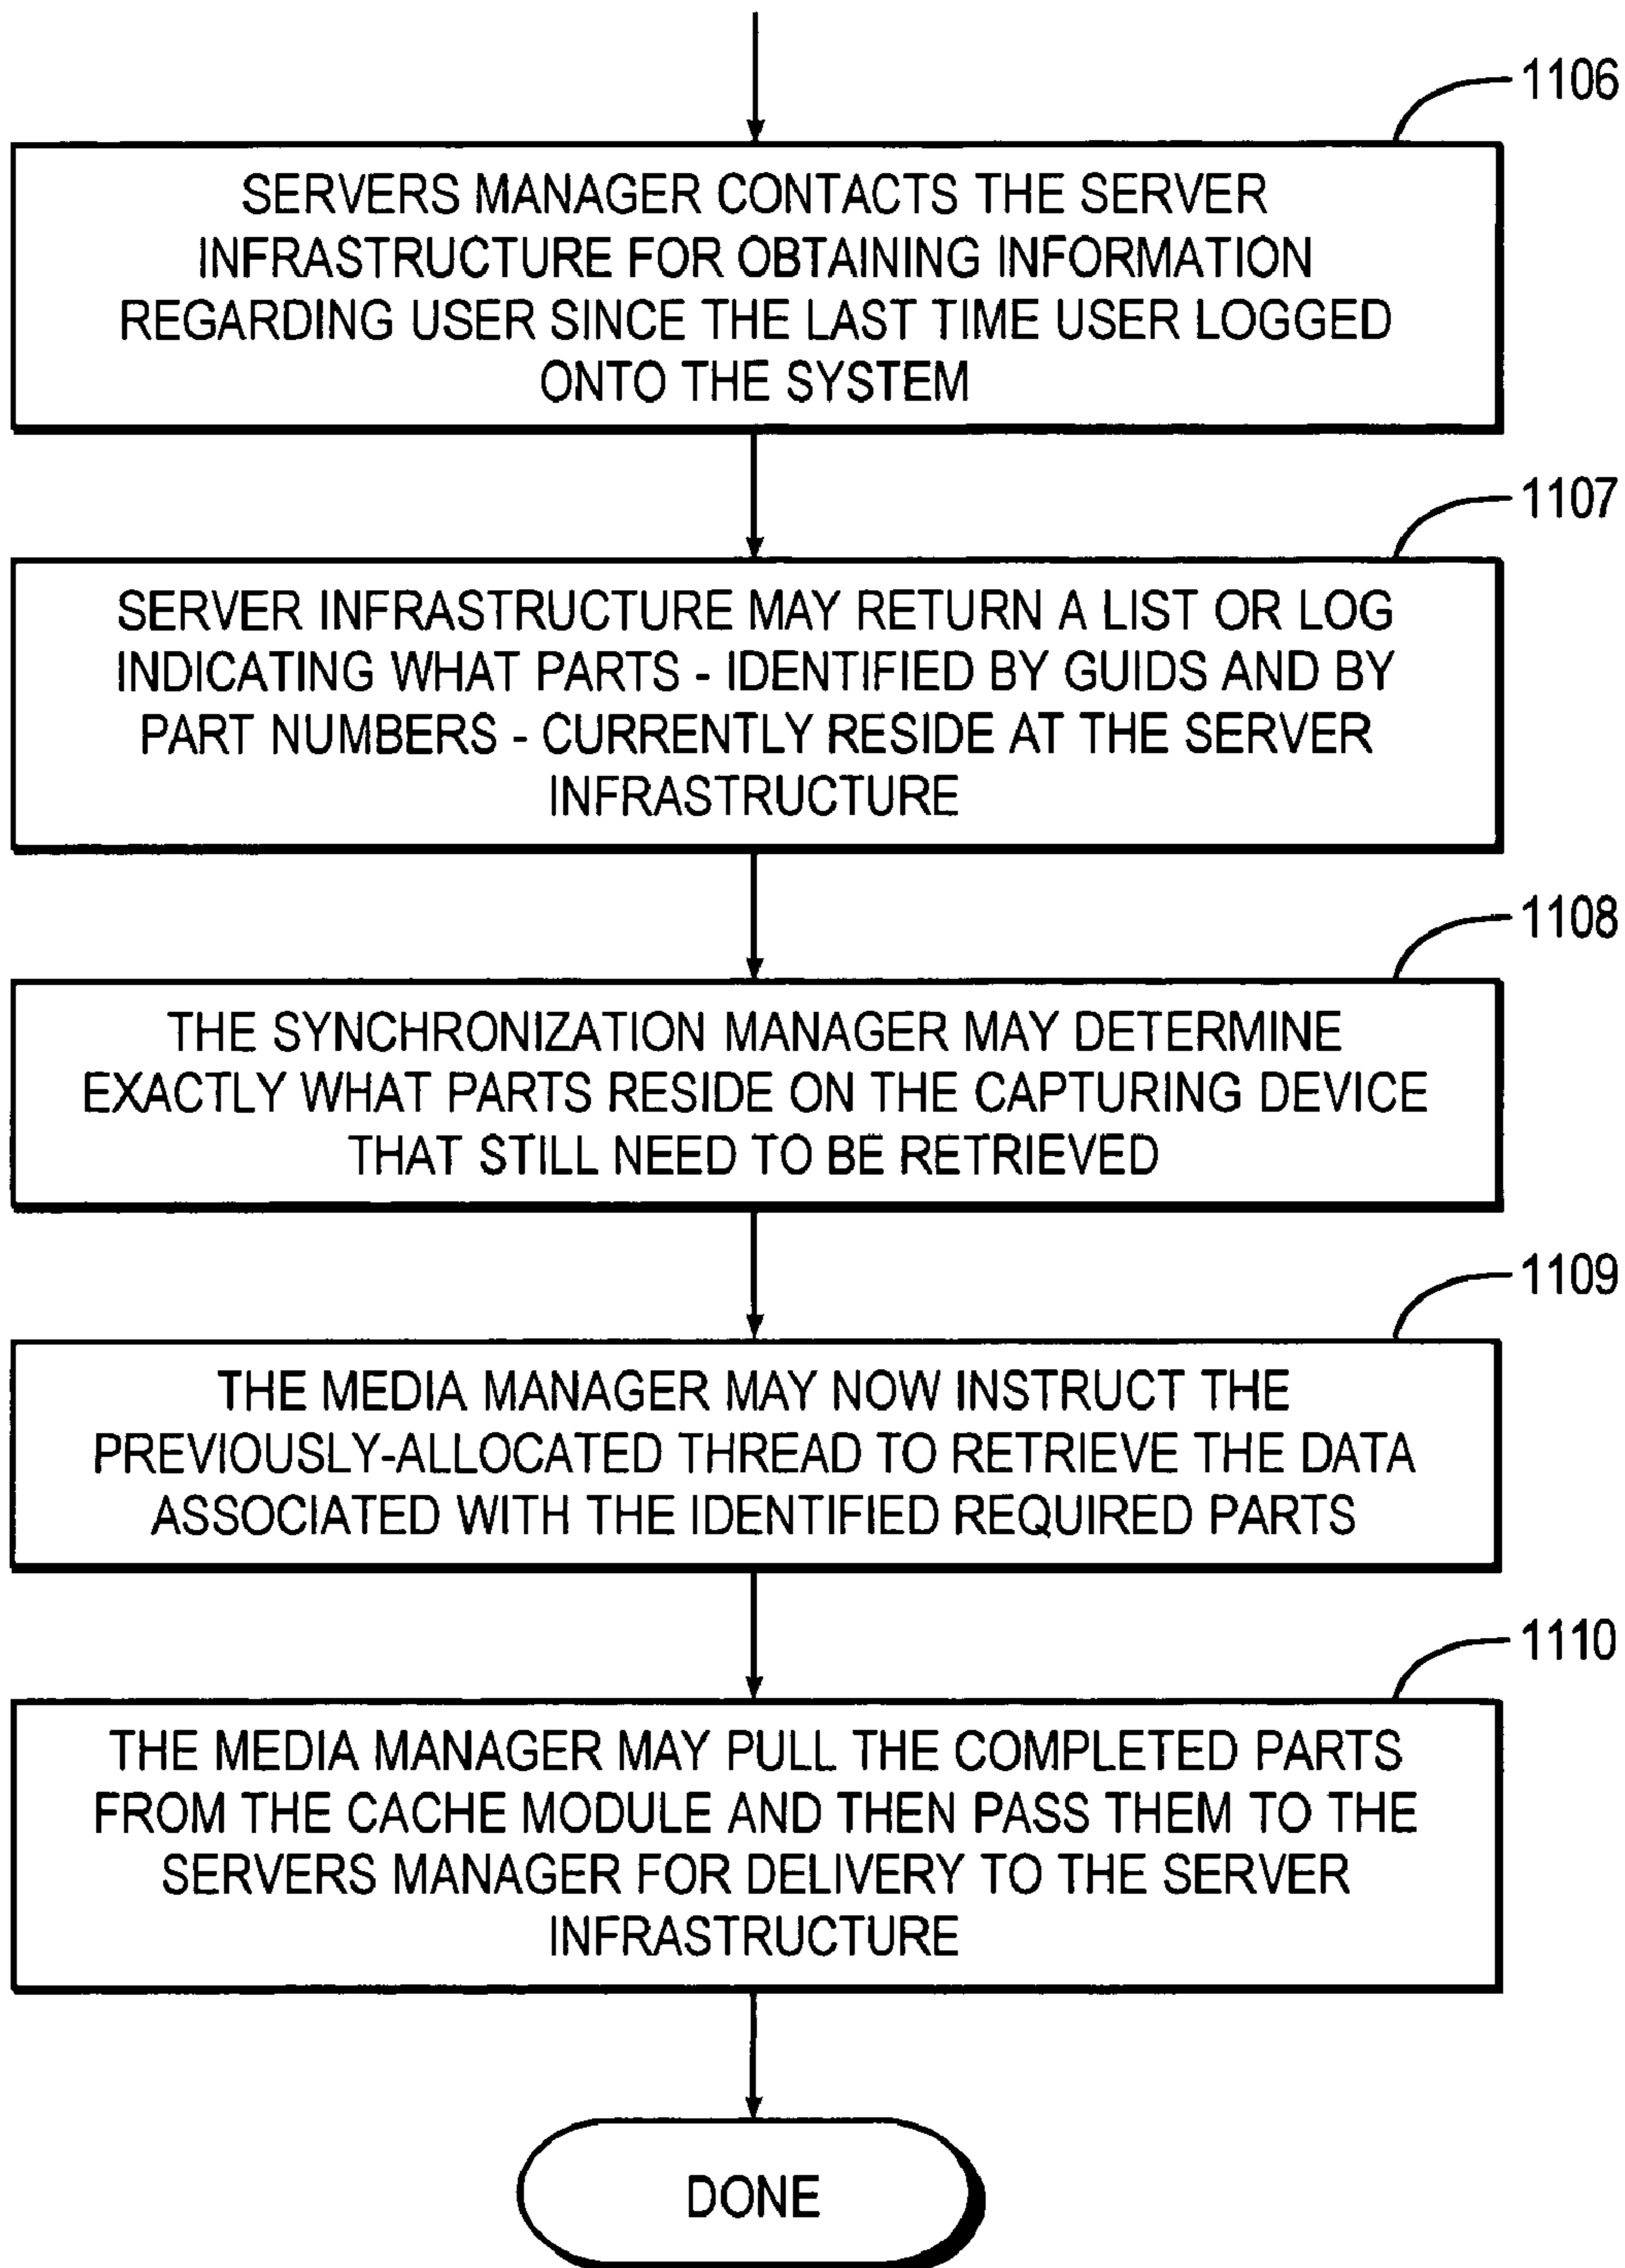 1106
SERVERS MANAGER CONTACTS THE SERVER
INFRASTRUCTURE FOR OBTAINING INFORMATION
REGARDING USER SINCE THE LAST TIME USER LOGGED
ONTO THE SYSTEM
1107
SERVER INFRASTRUCTURE MAY RETURN A LIST OR LOG
INDICATING WHAT PARTS - IDENTIFIED BY GUIDS AND BY
PART NUMBERS - CURRENTLY RESIDE AT THE SERVER
INFRASTRUCTURE
1108
THE SYNCHRONIZATION MANAGER MAY DETERMINE
EXACTLY WHAT PARTS RESIDE ON THE CAPTURING DEVICE
THAT STILL NEED TO BE RETRIEVED
1109
THE MEDIA MANAGER MAY NOW INSTRUCT THE
PREVIOUSLY-ALLOCATED THREAD TO RETRIEVE THE DATA
ASSOCIATED WITH THE IDENTIFIED REQUIRED PARTS
1110
THE MEDIA MANAGER MAY PULL THE COMPLETED PARTS
FROM THE CACHE MODULE AND THEN PASS THEM TO THE
SERVERS MANAGER FOR DELIVERY TO THE SERVER
INFRASTRUCTURE
DONE